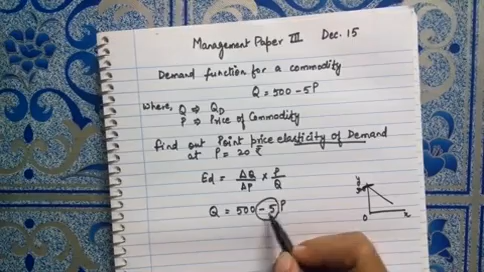 Management Paper III Dec. 15
Demand function for a commodity
Q = 500 - 5P
where, Q ⇒ QD
P ⇒ Price of Commodity
Find out Point price elasticity of Demand
at P = 20 ₹
Ed = ΔQ/ΔP × P/Q
Q = 500 - 5P
y
0 x